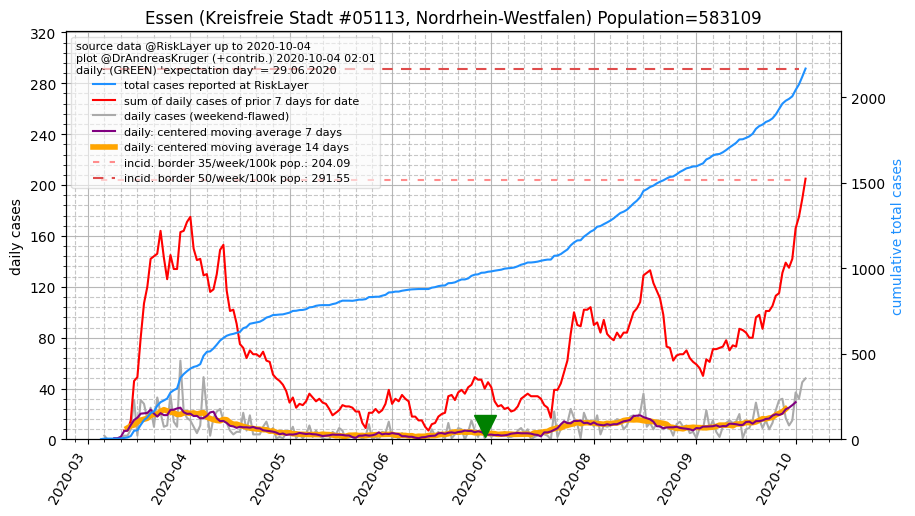 Essen (Kreisfreie Stadt #05113, Nordrhein-Westfalen) Population=583109
source data @RiskLayer up to 2020-10-04
plot @DrAndreasKruger (+contrib.) 2020-10-04 02:01
daily: (GREEN) 'expectation day' = 29.06.2020
total cases reported at RiskLayer
sum of daily cases of prior 7 days for date
daily cases (weekend-flawed)
daily: centered moving average 7 days
daily: centered moving average 14 days
incid. border 35/week/100k pop.: 204.09
incid. border 50/week/100k pop.: 291.55
daily cases
320
280
240
200
160
120
80
40
0
2000
1500
1000
500
0
cumulative total cases
2020-03
2020-04
2020-05
2020-06
2020-07
2020-08
2020-09
2020-10